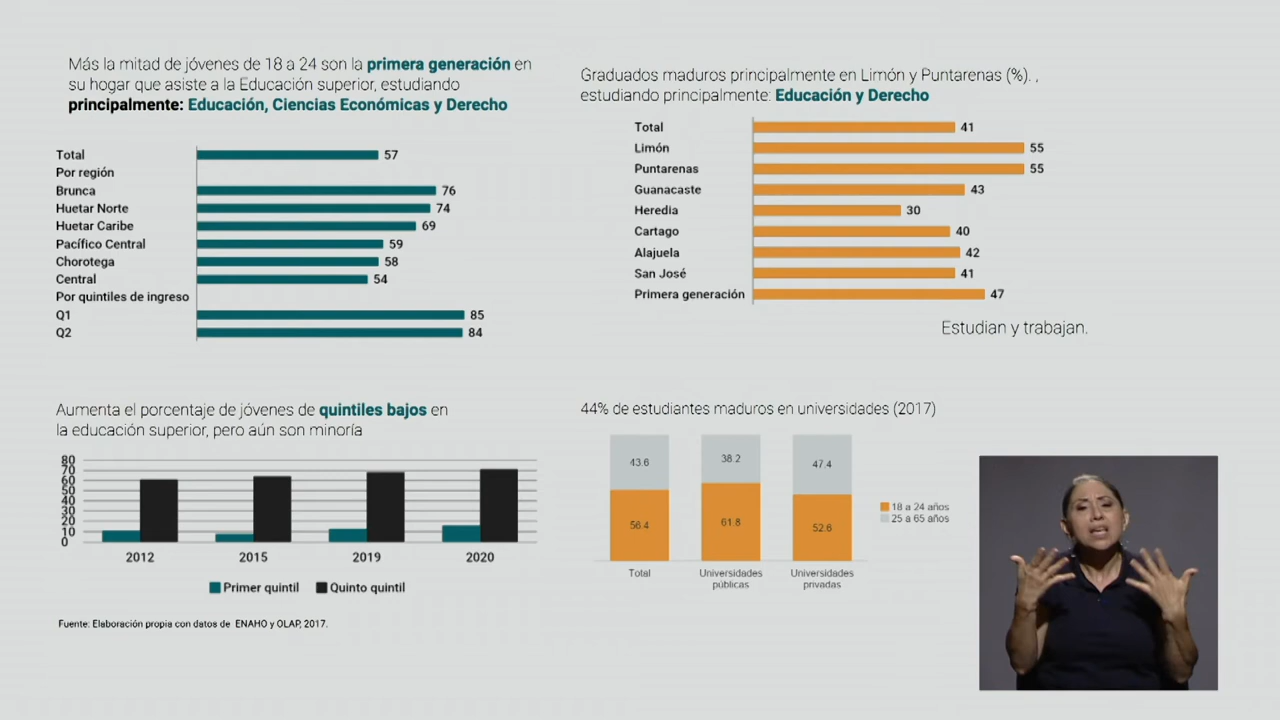 Más la mitad de jóvenes de 18 a 24 son la primera generación en
su hogar que asiste a la Educación superior, estudiando
principalmente: Educación, Ciencias Económicas y Derecho
Total 57
Por región
Brunca 76
Huetar Norte 74
Huetar Caribe 69
Pacífico Central 59
Chorotega 58
Central 54
Por quintiles de ingreso
Q1 85
Q2 84
Graduados maduros principalmente en Limón y Puntarenas (%). ,
estudiando principalmente: Educación y Derecho
Total 41
Limón 55
Puntarenas 55
Guanacaste 43
Heredia 30
Cartago 40
Alajuela 42
San José 41
Primera generación 47
Estudian y trabajan.
Aumenta el porcentaje de jóvenes de quintiles bajos en
la educación superior, pero aún son minoría
80
70
60
50
40
30
20
10
0
2012 2015 2019 2020
Primer quintil Quinto quintil
Fuente: Elaboración propia con datos de ENAHO y OLAP, 2017.
44% de estudiantes maduros en universidades (2017)
43.6 38.2 47.4
56.4 61.8 52.6
18 a 24 años
25 a 65 años
Total Universidades Universidades
públicas privadas